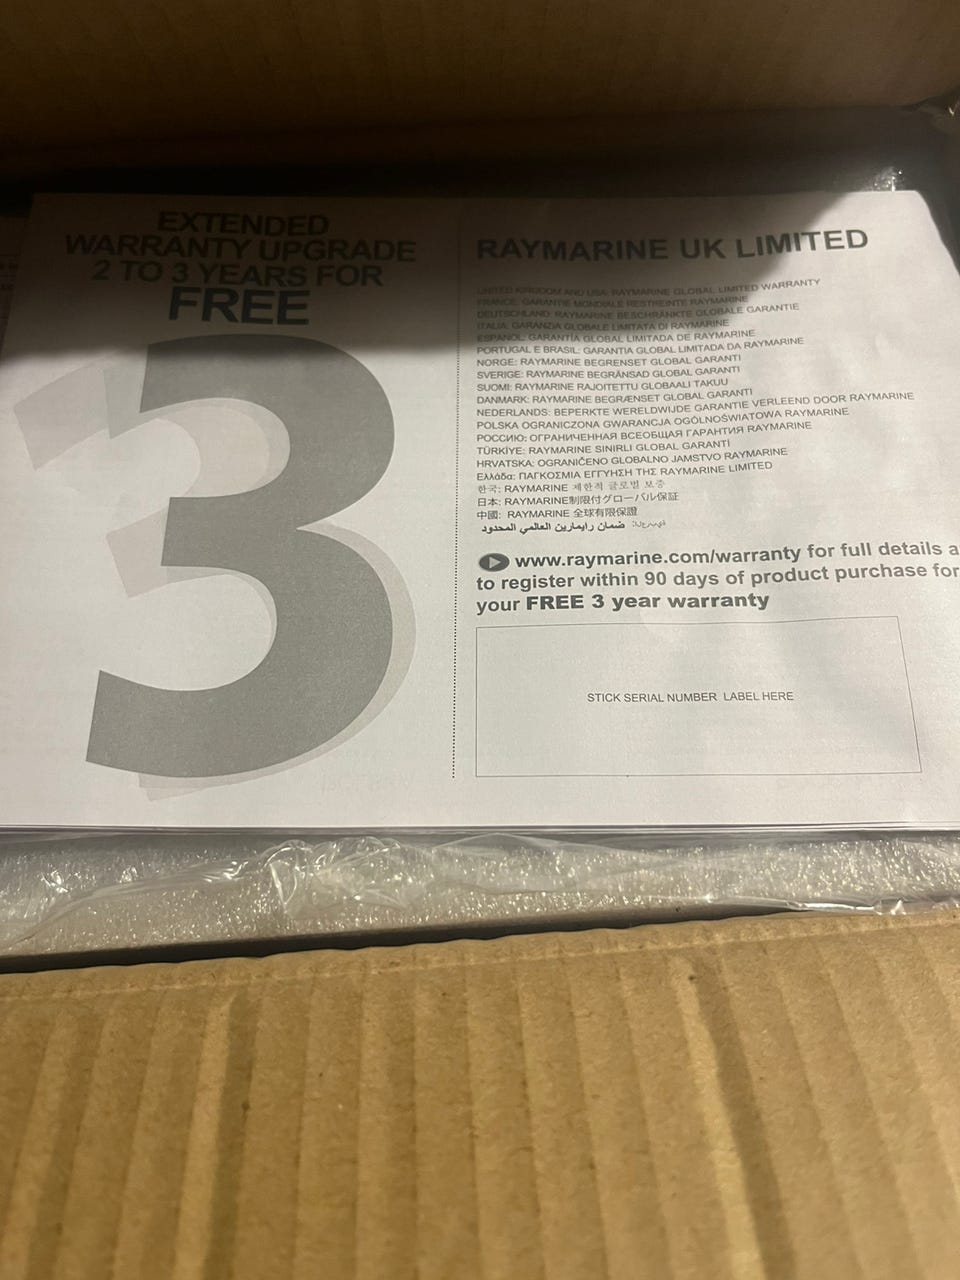 EXTENDED
WARRANTY UPGRADE
2 TO 3 YEARS FOR
FREE
3
RAYMARINE UK LIMITED
UNITED KINGDOM AND USA: RAYMARINE GLOBAL LIMITED WARRANTY
FRANCE: GARANTIE MONDIALE RESTREINTE RAYMARINE
DEUTSCHLAND: RAYMARINE BESCHRÄNKTE GLOBALE GARANTIE
ITALIA: GARANZIA GLOBALE LIMITATA DI RAYMARINE
ESPAÑOL: GARANTÍA GLOBAL LIMITADA DE RAYMARINE
PORTUGAL E BRASIL: GARANTIA GLOBAL LIMITADA DA RAYMARINE
NORGE: RAYMARINE BEGRENSET GLOBAL GARANTI
SVERIGE: RAYMARINE BEGRÄNSAD GLOBAL GARANTI
SUOMI: RAYMARINE RAJOITETTU GLOBAALI TAKUU
DANMARK: RAYMARINE BEGRÆNSET GLOBAL GARANTI
NEDERLANDS: BEPERKTE WERELDWIJDE GARANTIE VERLEEND DOOR RAYMARINE
POLSKA OGRANICZONA GWARANCJA OGÓLNOŚWIATOWA RAYMARINE
РОССИЮ: ОГРАНИЧЕННАЯ ВСЕОБЩАЯ ГАРАНТИЯ RAYMARINE
TÜRKİYE: RAYMARINE SINIRLI GLOBAL GARANTİ
HRVATSKA: OGRANIČENO GLOBALNO JAMSTVO RAYMARINE
Ελλάδα: ΠΑΓΚΟΣΜΙΑ ΕΓΓΥΗΣΗ ΤΗΣ RAYMARINE LIMITED
한국: RAYMARINE 제한적 글로벌 보증
日本: RAYMARINE制限付グローバル保証
中國: RAYMARINE 全球有限保證
ضمان رايمارين العالمي المحدود
www.raymarine.com/warranty for full details a
to register within 90 days of product purchase for
your FREE 3 year warranty
STICK SERIAL NUMBER LABEL HERE